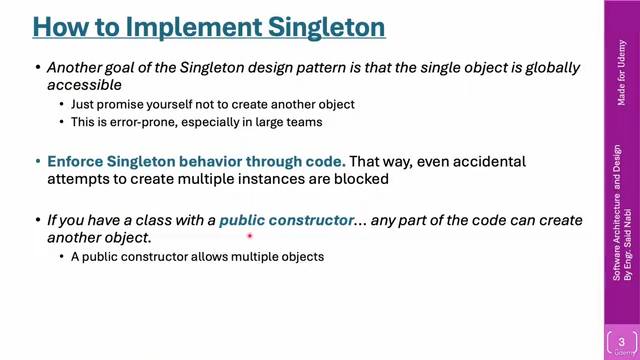 How to Implement Singleton
• Another goal of the Singleton design pattern is that the single object is globally
accessible
• Just promise yourself not to create another object
• This is error-prone, especially in large teams
• Enforce Singleton behavior through code. That way, even accidental
attempts to create multiple instances are blocked
• If you have a class with a public constructor... any part of the code can create
another object.
• A public constructor allows multiple objects
Made for Udemy
Software Architecture and Design
By Engr. Said Nabi
3
Udemy